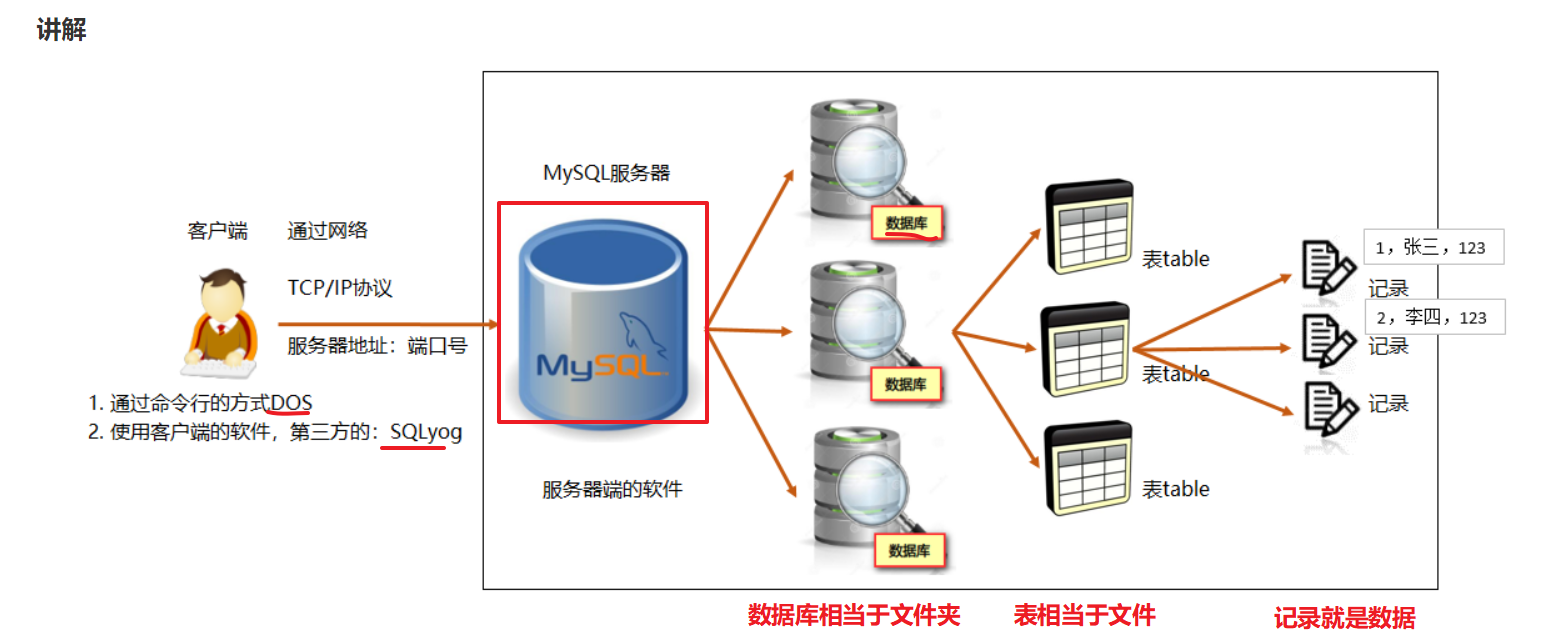 讲解
MySQL服务器
客户端
通过网络
TCP/IP协议
服务器地址：端口号
1. 通过命令行的方式DOS
2. 使用客户端的软件，第三方的：SQLyog
MySQL
服务器端的软件
数据库
数据库
数据库
表table
表table
表table
1，张三，123
记录
2，李四，123
记录
记录
数据库相当于文件夹
表相当于文件
记录就是数据